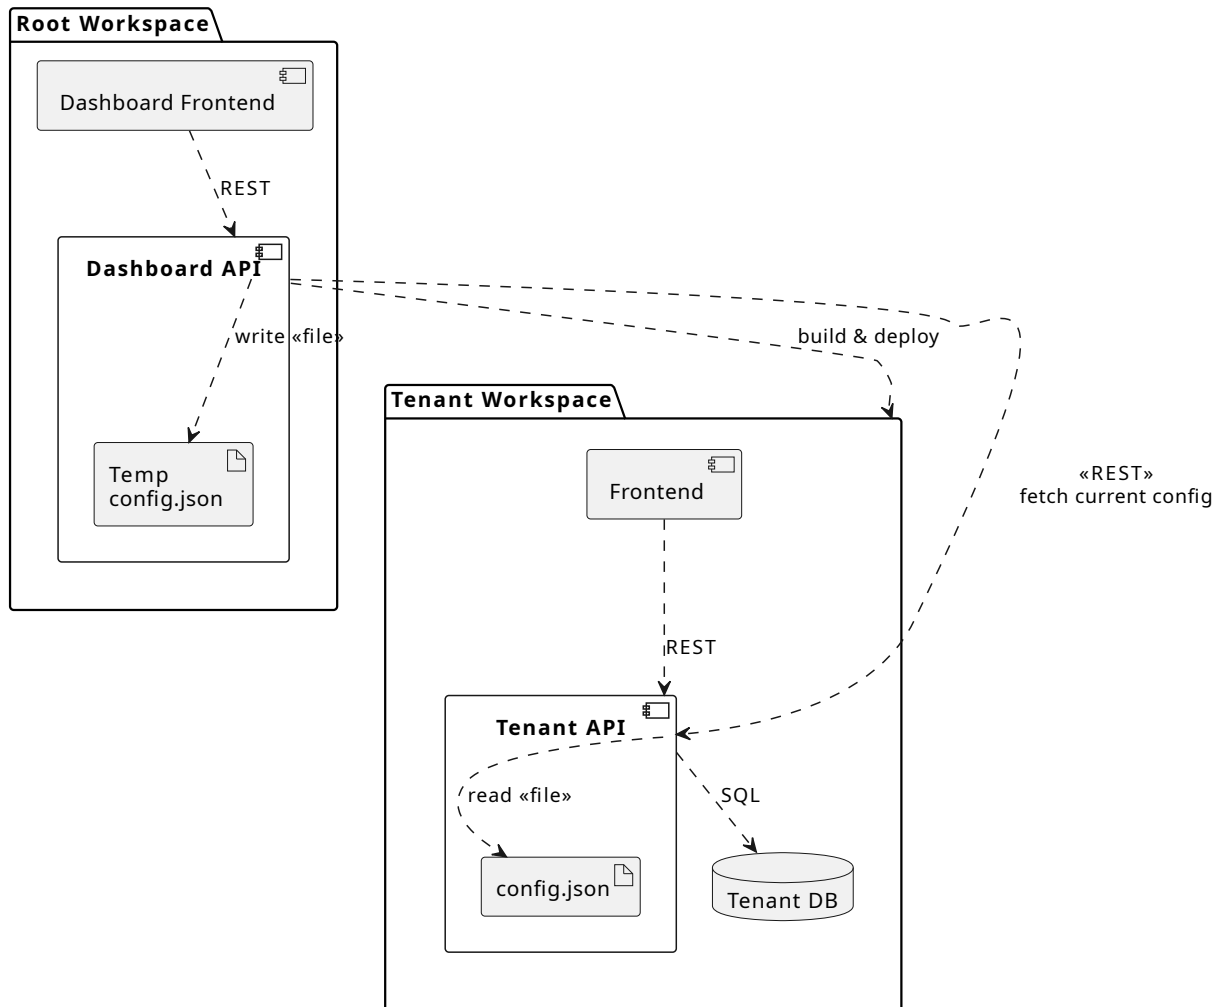 Root Workspace
Dashboard Frontend
REST
Dashboard API
write «file»
build & deploy
Temp
config.json
Tenant Workspace
Frontend
«REST»
fetch current config
REST
Tenant API
read «file»
SQL
config.json
Tenant DB